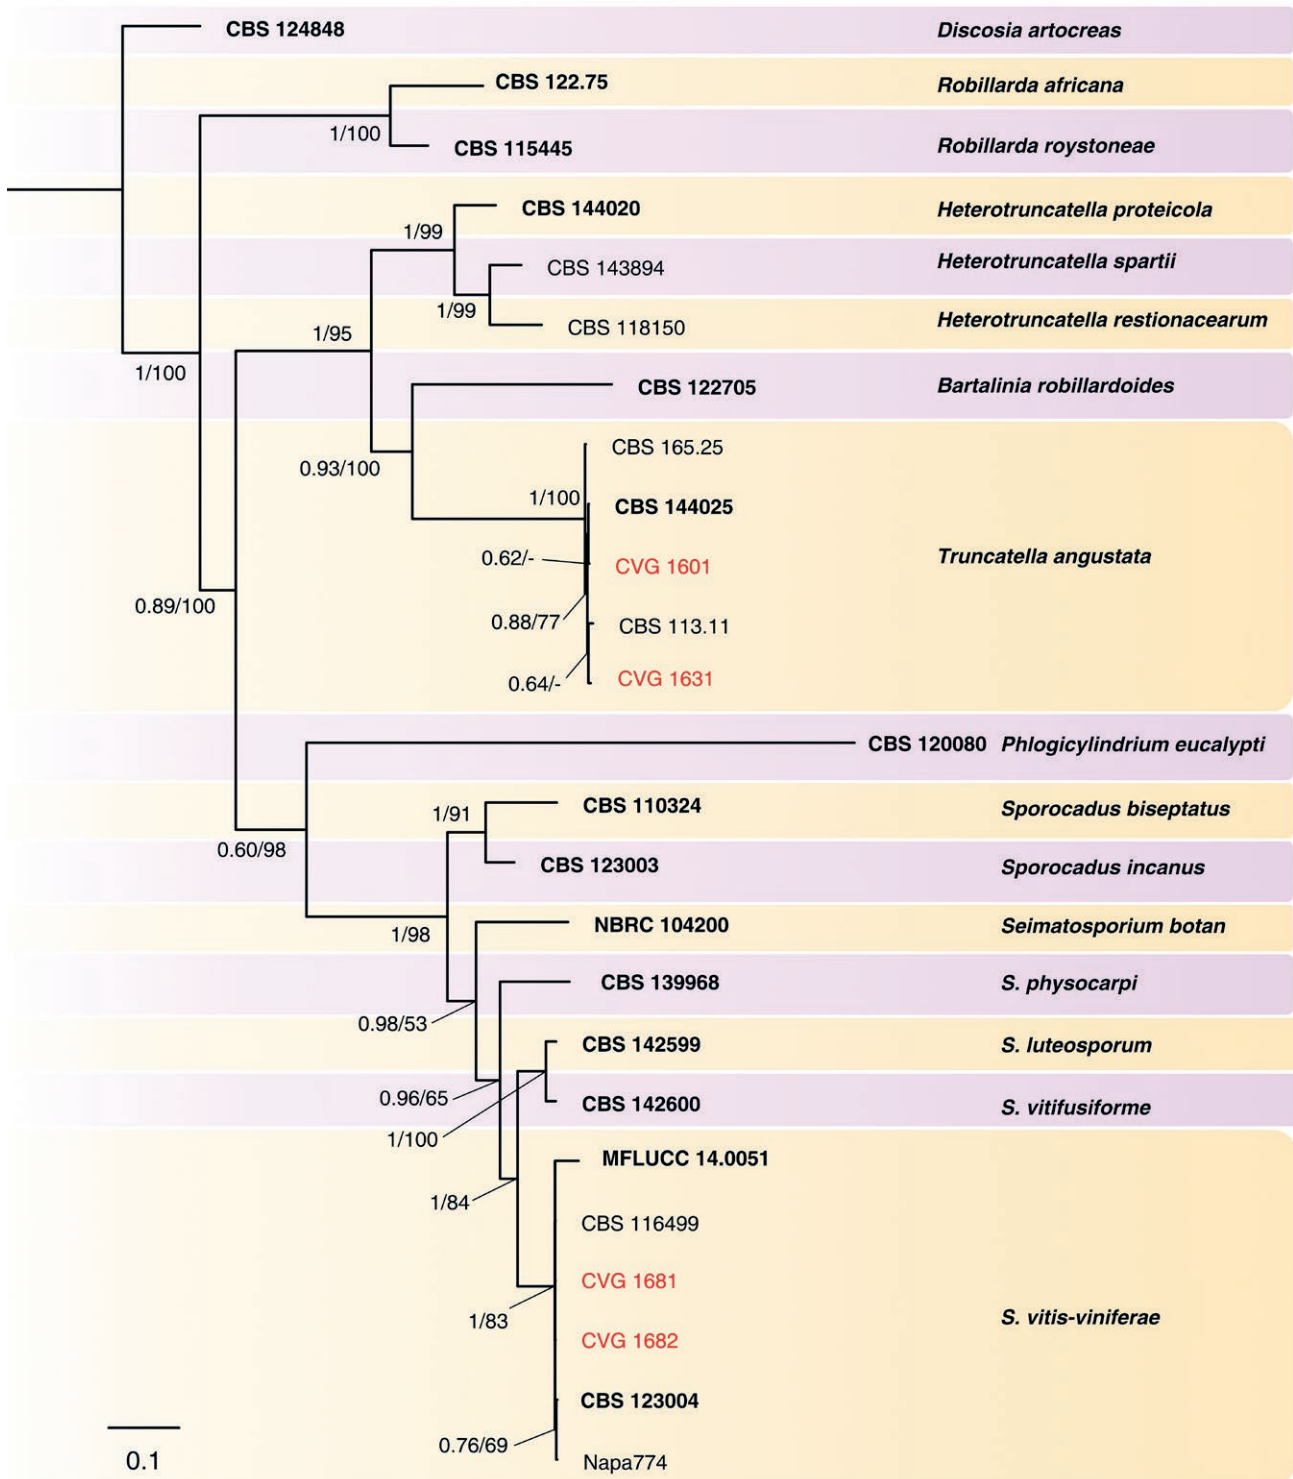 CBS 124848 Discosia artocreas
CBS 122.75 Robillarda africana
1/100
CBS 115445 Robillarda roystoneae
CBS 144020 Heterotruncatella proteicola
1/99
CBS 143894 Heterotruncatella spartii
1/99
CBS 118150 Heterotruncatella restionacearum
1/95
1/100
CBS 122705 Bartalinia robillardoides
CBS 165.25
0.93/100
1/100
CBS 144025
0.62/-
CVG 1601 Truncatella angustata
0.89/100
0.88/77
CBS 113.11
0.64/-
CVG 1631
CBS 120080 Phlogicylindrium eucalypti
1/91
CBS 110324 Sporocadus biseptatus
0.60/98
CBS 123003 Sporocadus incanus
NBRC 104200 Seimatosporium botan
1/98
CBS 139968 S. physocarpi
0.98/53
CBS 142599 S. luteosporum
0.96/65
CBS 142600 S. vitifusiforme
1/100
MFLUCC 14.0051
1/84
CBS 116499
CVG 1681
1/83
S. vitis-viniferae
CVG 1682
CBS 123004
0.76/69
Napa774
0.1